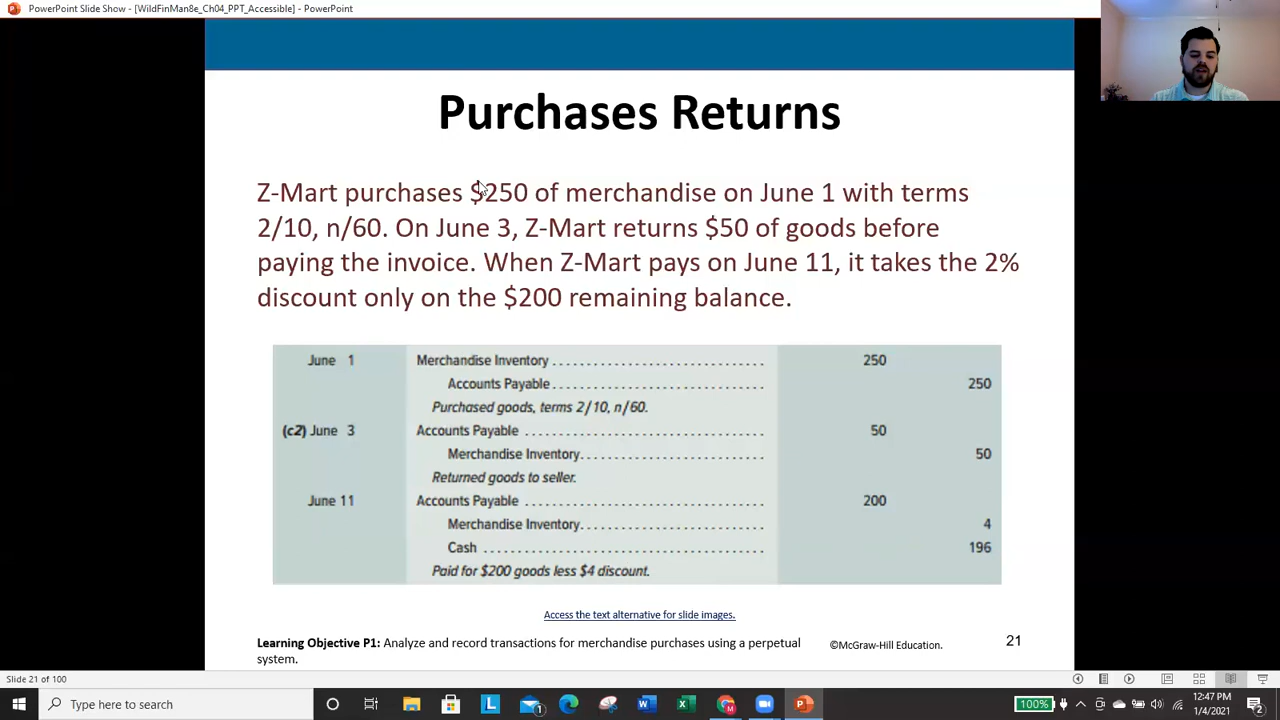 PowerPoint Slide Show - [WildFinMan8e_Ch04_PPT_Accessible] - PowerPoint
Purchases Returns
Z-Mart purchases $250 of merchandise on June 1 with terms
2/10, n/60. On June 3, Z-Mart returns $50 of goods before
paying the invoice. When Z-Mart pays on June 11, it takes the 2%
discount only on the $200 remaining balance.
June 1 Merchandise Inventory 250
Accounts Payable 250
Purchased goods, terms 2/10, n/60.
(c2) June 3 Accounts Payable 50
Merchandise Inventory 50
Returned goods to seller.
June 11 Accounts Payable 200
Merchandise Inventory 4
Cash 196
Paid for $200 goods less $4 discount.
Access the text alternative for slide images.
Learning Objective P1: Analyze and record transactions for merchandise purchases using a perpetual
system.
©McGraw-Hill Education.
21
Slide 21 of 100
Type here to search
100%
12:47 PM
1/4/2021